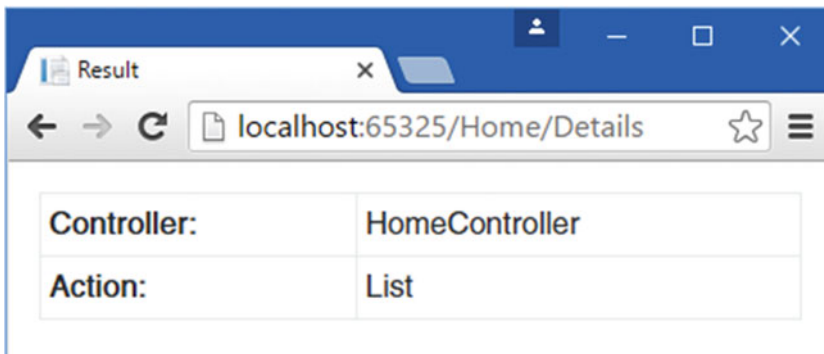 Result
localhost:65325/Home/Details
Controller: HomeController
Action: List